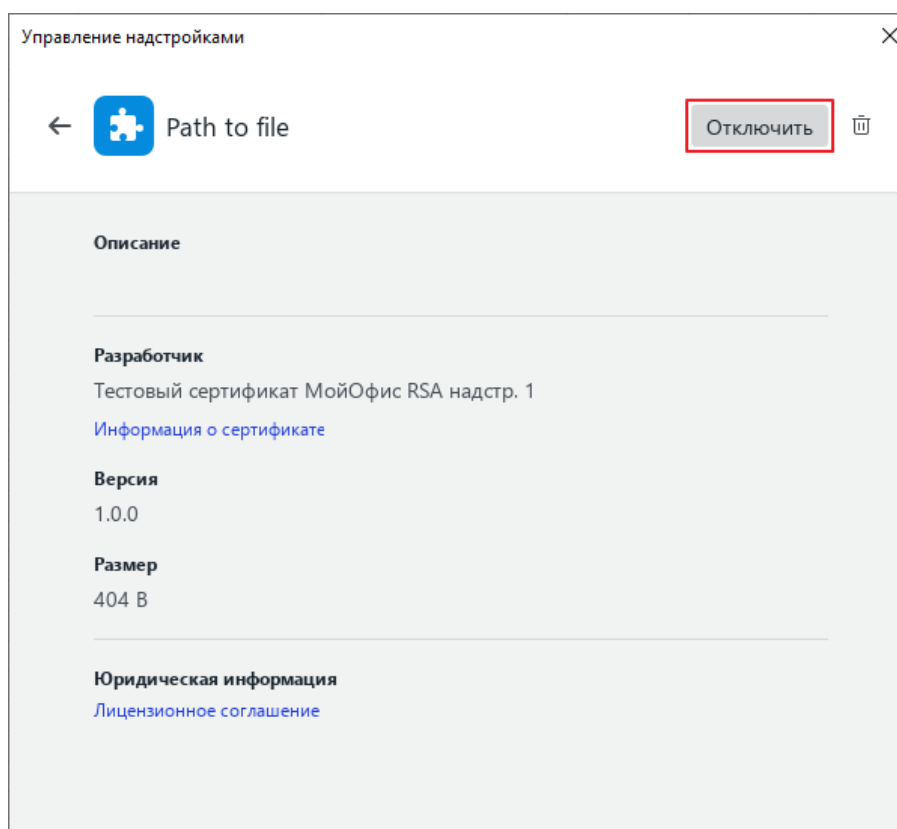 Управление надстройками
Path to file
Отключить
Описание
Разработчик
Тестовый сертификат МойОфис RSA надстр. 1
Информация о сертификате
Версия
1.0.0
Размер
404 B
Юридическая информация
Лицензионное соглашение